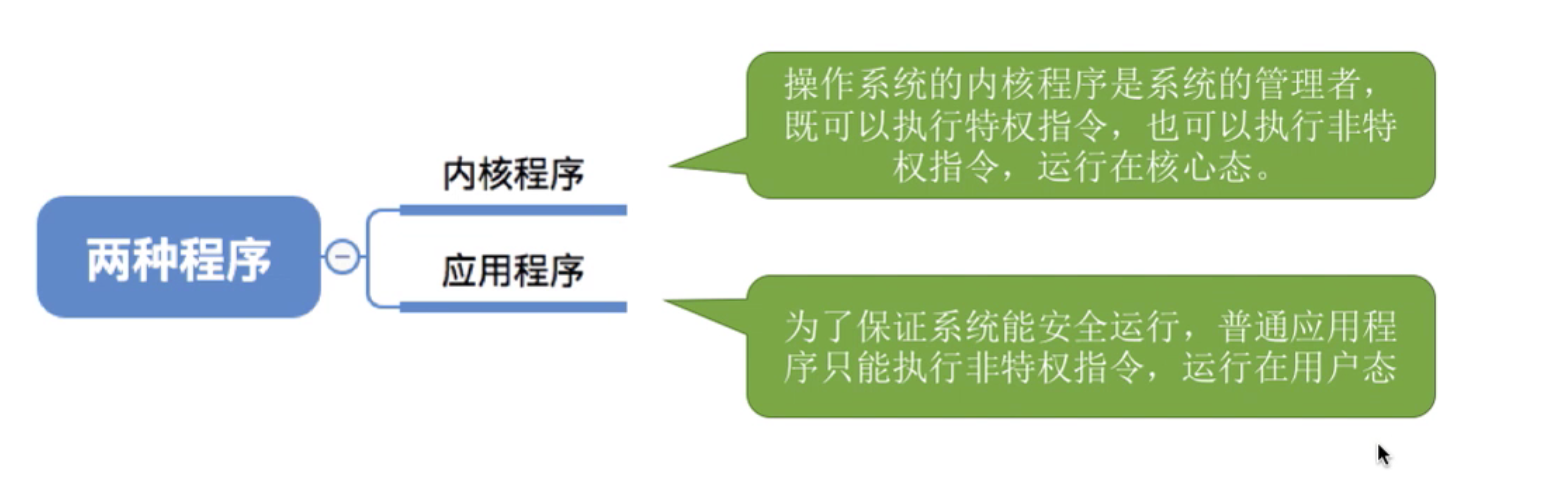 两种程序
内核程序
操作系统的内核程序是系统的管理者，
既可以执行特权指令，也可以执行非特
权指令，运行在核心态。
应用程序
为了保证系统能安全运行，普通应用程
序只能执行非特权指令，运行在用户态